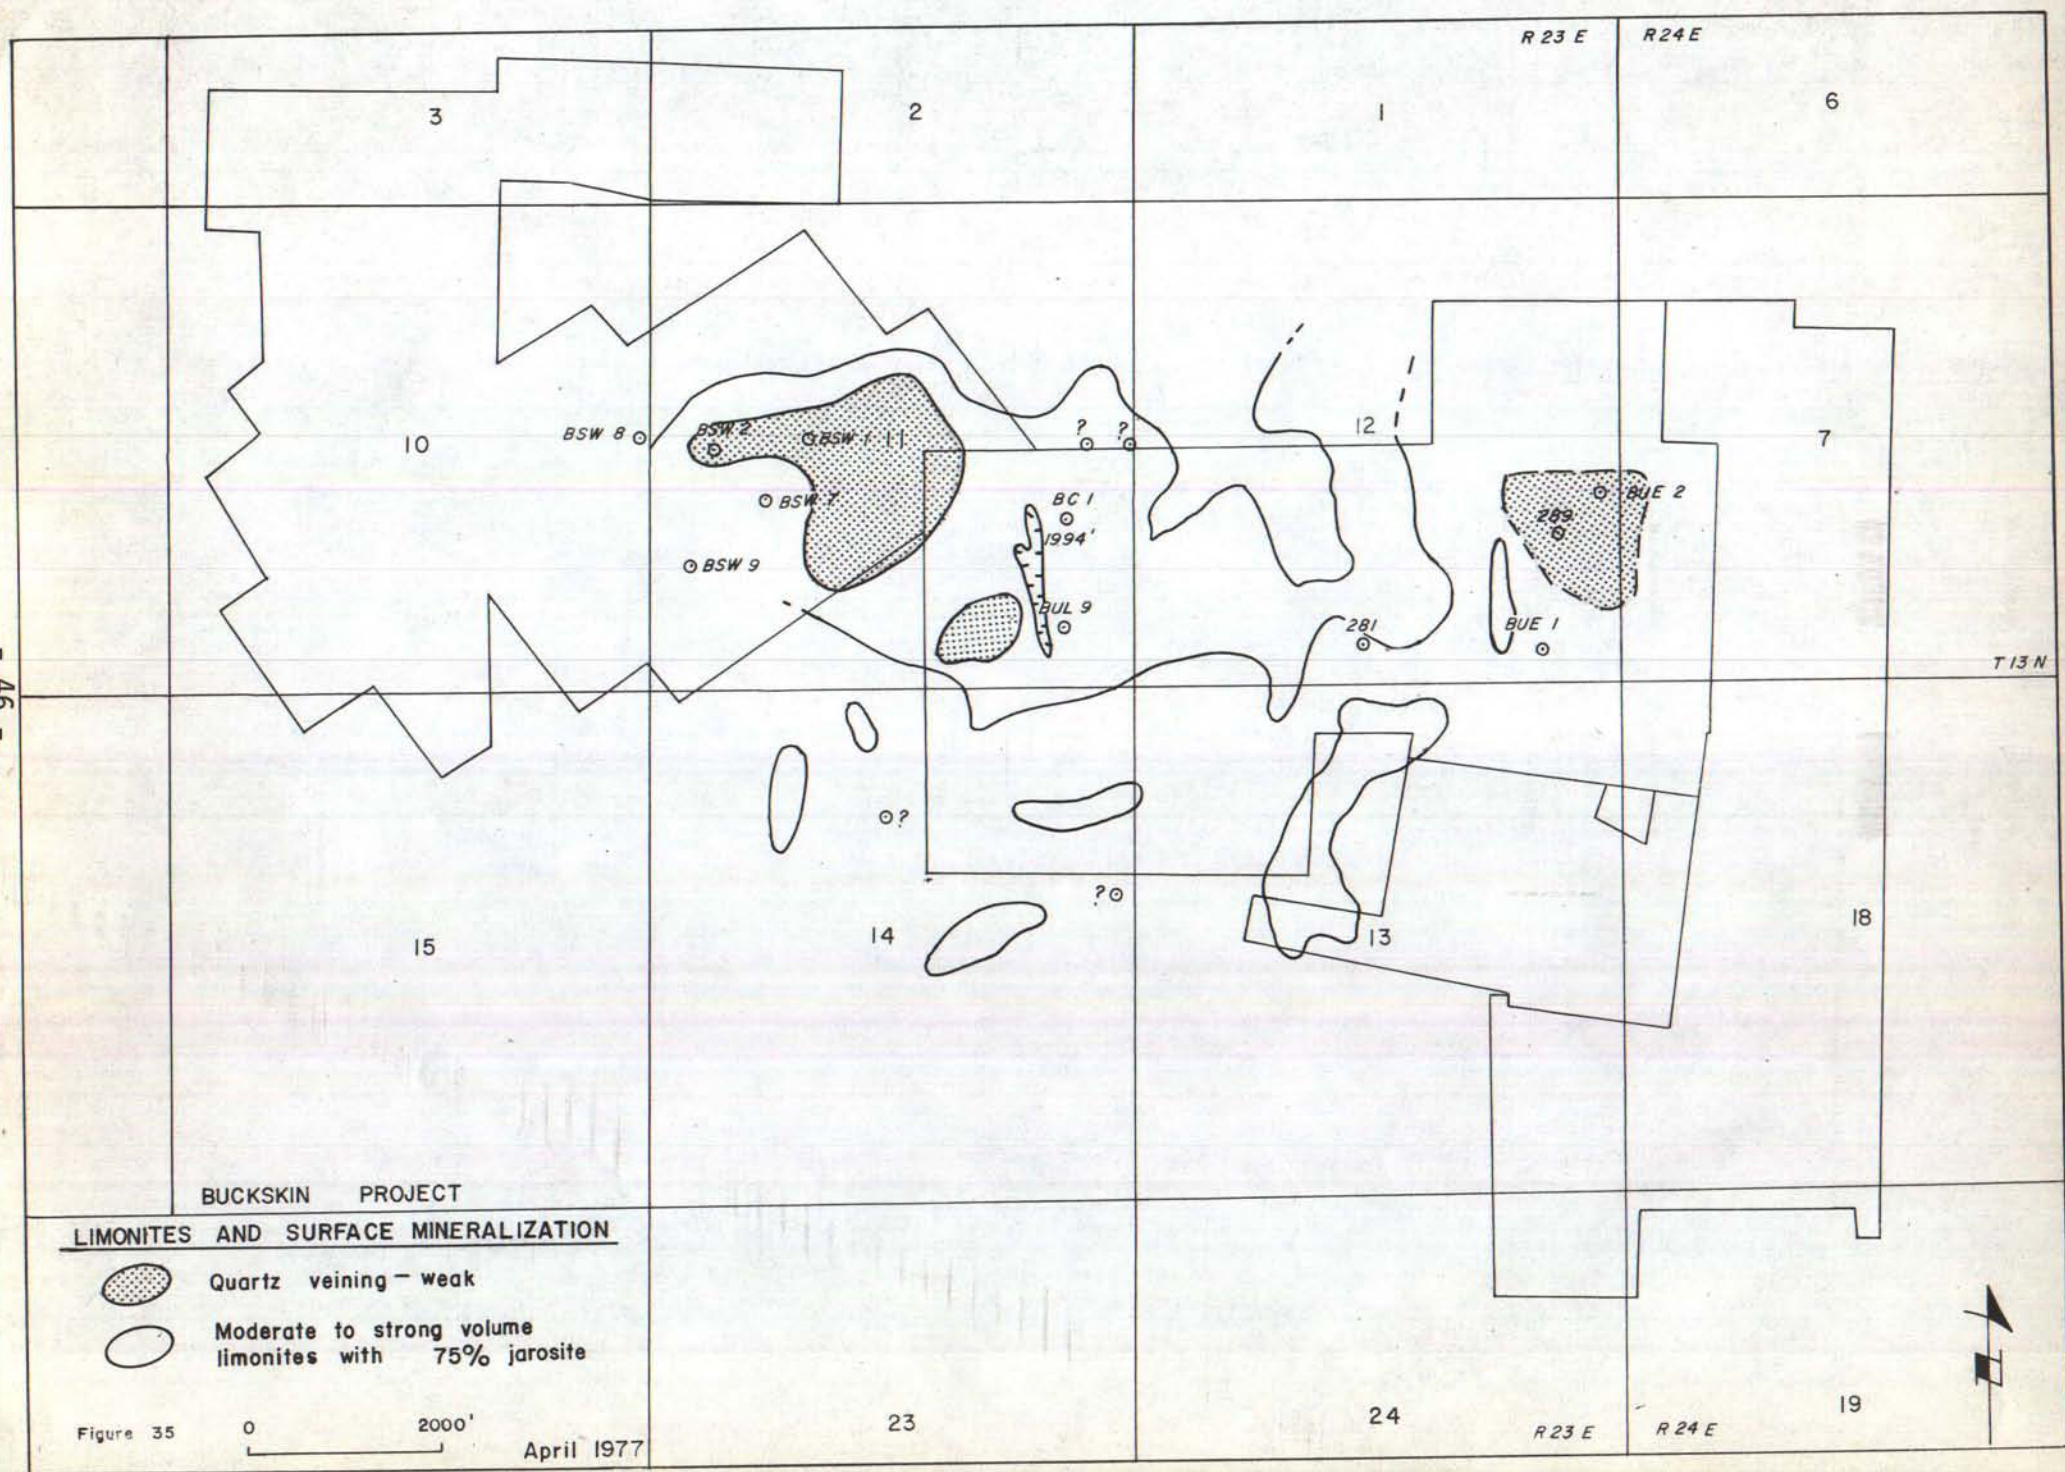 R 23 E
R 24 E
3
2
1
6
10
BSW 8
BSW 2
BSW 1
11
?
?
12
7
BSW 7
BC 1
1994'
BUE 2
289
BSW 9
BUL 9
281
BUE 1
T 13 N
- 46 -
?
?
15
14
13
18
BUCKSKIN PROJECT
LIMONITES AND SURFACE MINERALIZATION
Quartz veining - weak
Moderate to strong volume
limonites with 75% jarosite
Figure 35
0
2000'
April 1977
23
24
19
R 23 E
R 24 E